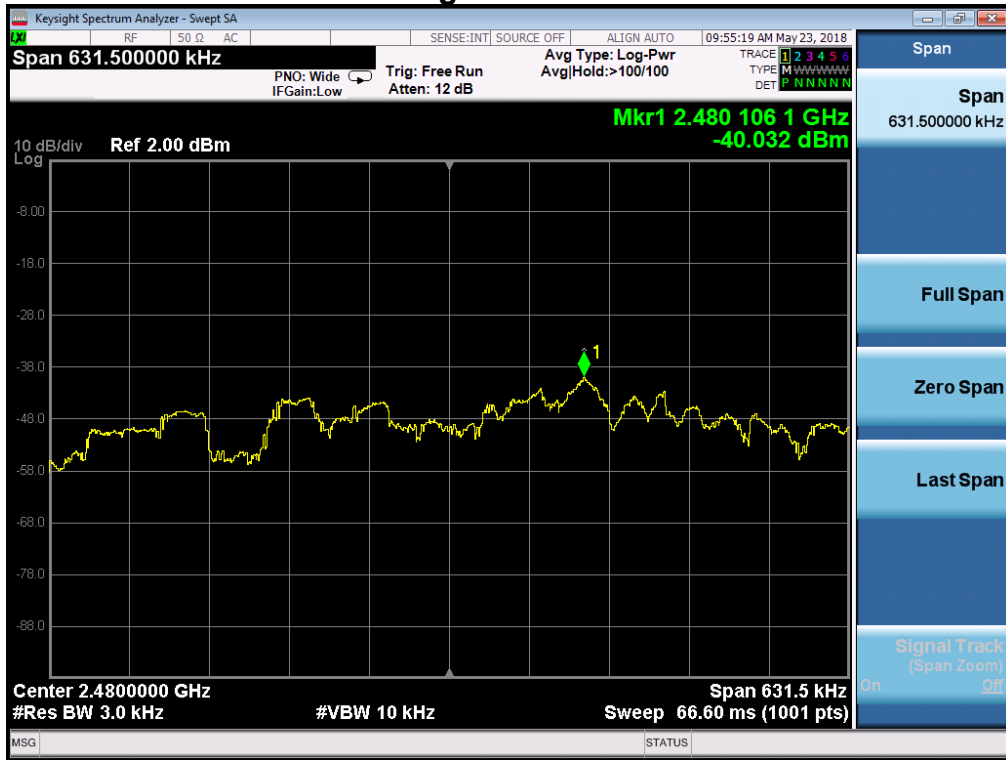 Keysight Spectrum Analyzer - Swept SA
LXI RF 50 Ω AC SENSE:INT SOURCE OFF ALIGN AUTO 09:55:19 AM May 23, 2018
Span 631.500000 kHz
PNO: Wide Trig: Free Run
IFGain:Low Atten: 12 dB
Avg Type: Log-Pwr
Avg|Hold:>100/100
TRACE 1 2 3 4 5 6
TYPE M WWWWW
DET P N N N N N
Mkr1 2.480 106 1 GHz
-40.032 dBm
10 dB/div Ref 2.00 dBm
Log
-8.00
-18.0
-28.0
-38.0
-48.0
-58.0
-68.0
-78.0
-88.0
1
Center 2.4800000 GHz Span 631.5 kHz
#Res BW 3.0 kHz #VBW 10 kHz Sweep 66.60 ms (1001 pts)
MSG STATUS
Span
Span
631.500000 kHz
Full Span
Zero Span
Last Span
Signal Track
(Span Zoom)
On Off